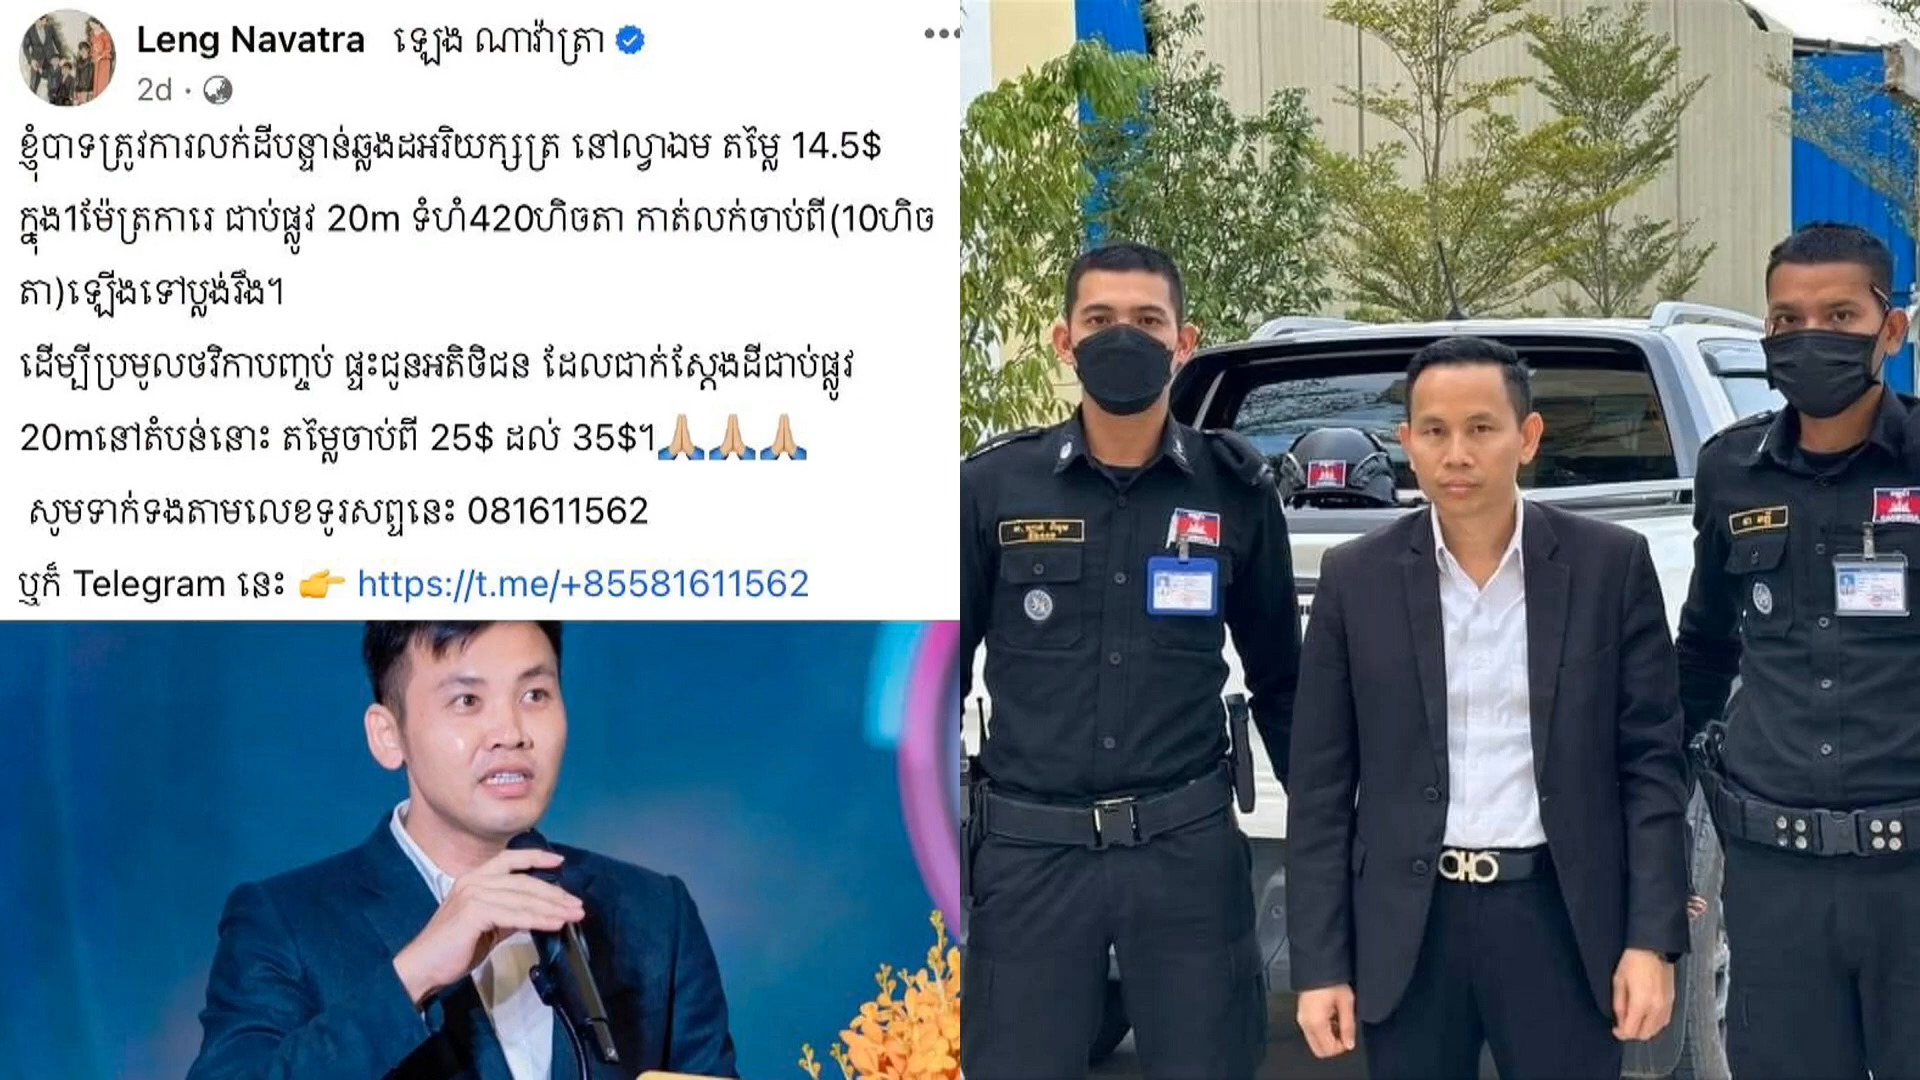 Leng Navatra ឡេង ណាវ៉ាត្រា
2d
ខ្ញុំបាទត្រូវការលក់ដីបន្ទាន់ឆ្លងដអរិយក្សត្រ នៅល្វាឯម តម្លៃ 14.5$
ក្នុង1ម៉ែត្រការេ ជាប់ផ្លូវ 20m ទំហំ420ហិចតា កាត់លក់ចាប់ពី(10ហិច
តា)ឡើងទៅប្លង់រឹង។
ដើម្បីប្រមូលថវិកាបញ្ចប់ ផ្ទះជូនអតិថិជន ដែលជាក់ស្តែងដីជាប់ផ្លូវ
20mនៅតំបន់នោះ តម្លៃចាប់ពី 25$ ដល់ 35$។🙏🙏🙏
សូមទាក់ទងតាមលេខទូរសព្ទនេះ 081611562
ឬក៏ Telegram នេះ 👉 https://t.me/+85581611562